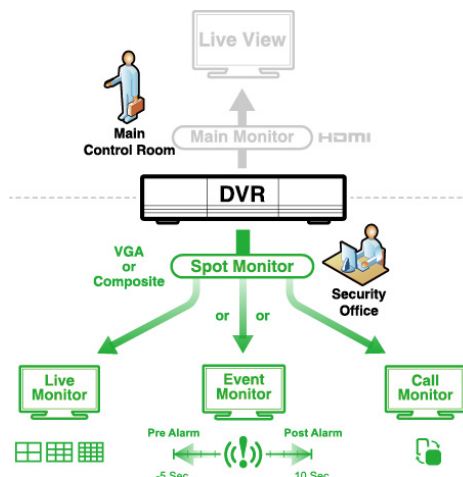 Live View
Main Monitor
HDMI
Main
Control Room
DVR
VGA
or
Composite
Spot Monitor
Security
Office
or
or
Live
Monitor
Event
Monitor
Call
Monitor
Pre Alarm
Post Alarm
-5 Sec
10 Sec